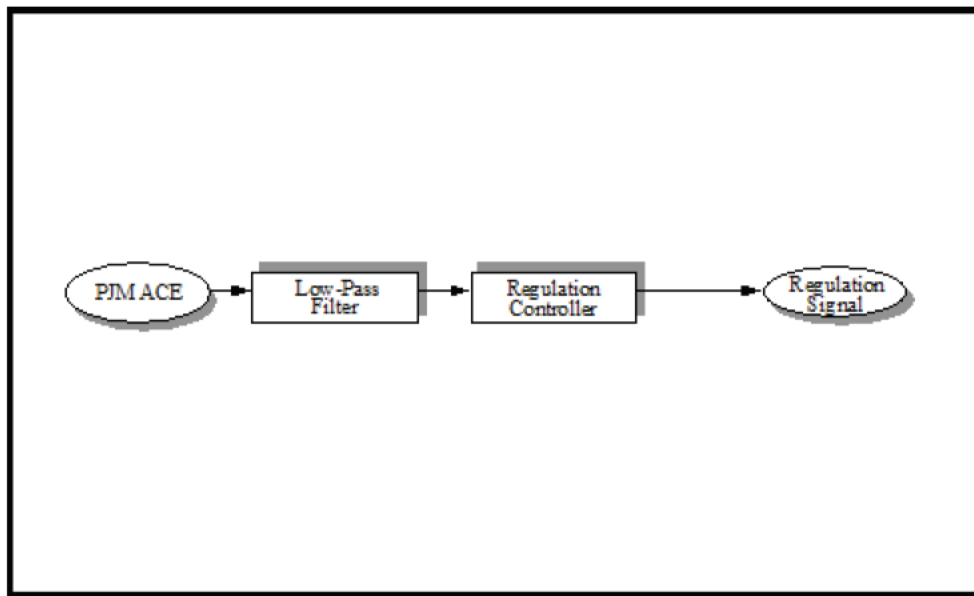 PJM ACE
Low-Pass
Filter
Regulation
Controller
Regulation
Signal